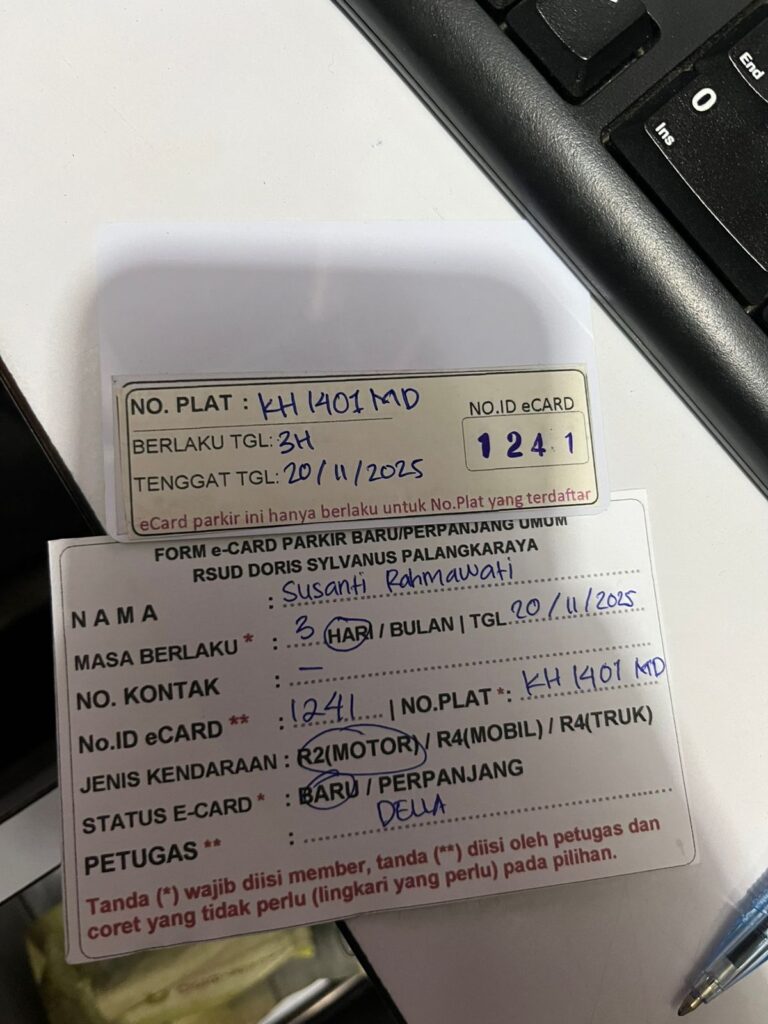 End
0
Ins
NO. PLAT : KH 1401 MD
NO.ID eCARD
BERLAKU TGL: 3H
1241
TENGGAT TGL: 20/11/2025
eCard parkir ini hanya berlaku untuk No.Plat yang terdaftar
FORM e-CARD PARKIR BARU/PERPANJANG UMUM
RSUD DORIS SYLVANUS PALANGKARAYA
NAMA : Susanti Rahmawati
MASA BERLAKU * : 3 HARI / BULAN | TGL 20/11/2025
NO. KONTAK : –
No.ID eCARD ** : 1241 | NO.PLAT *: KH 1401 MD
JENIS KENDARAAN : R2(MOTOR) / R4(MOBIL) / R4(TRUK)
STATUS E-CARD * : BARU / PERPANJANG
PETUGAS ** : DELLA
Tanda (*) wajib diisi member, tanda (**) diisi oleh petugas dan
coret yang tidak perlu (lingkari yang perlu) pada pilihan.